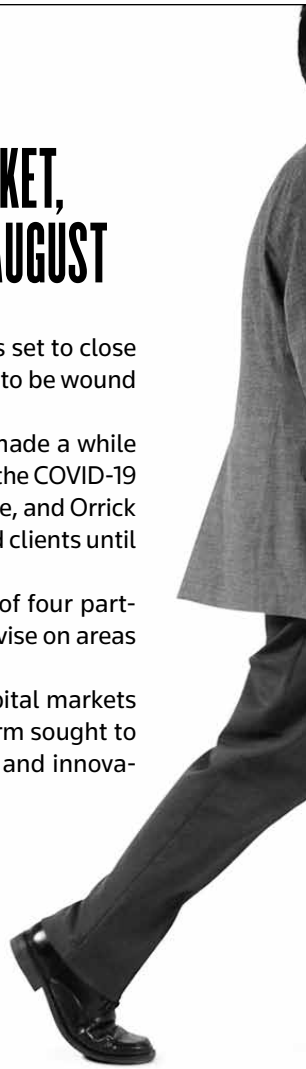 KET,
AUGUST
s set to close
to be wound
made a while
the COVID-19
e, and Orrick
d clients until
of four part-
vise on areas
pital markets
rm sought to
and innova-